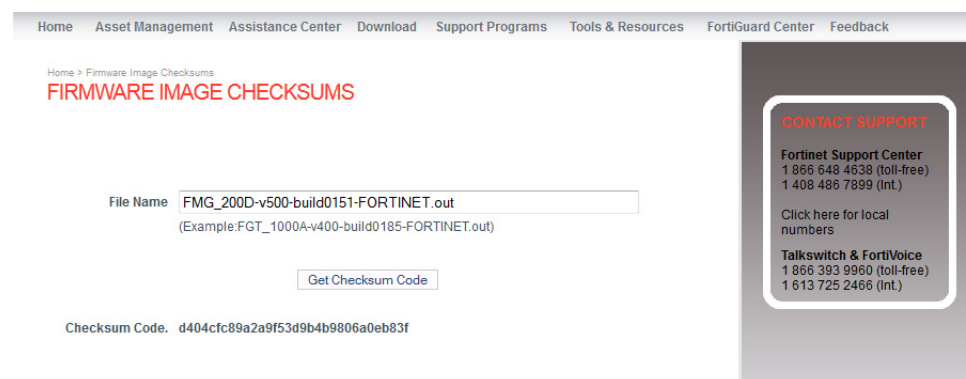 Home Asset Management Assistance Center Download Support Programs Tools & Resources FortiGuard Center Feedback
Home > Firmware Image Checksums
FIRMWARE IMAGE CHECKSUMS
File Name FMG_200D-v500-build0151-FORTINET.out
(Example:FGT_1000A-v400-build0185-FORTINET.out)
Get Checksum Code
Checksum Code. d404cfc89a2a9f53d9b4b9806a0eb83f
CONTACT SUPPORT
Fortinet Support Center
1 866 648 4638 (toll-free)
1 408 486 7899 (Int.)
Click here for local
numbers
Talkswitch & FortiVoice
1 866 393 9960 (toll-free)
1 613 725 2466 (Int.)